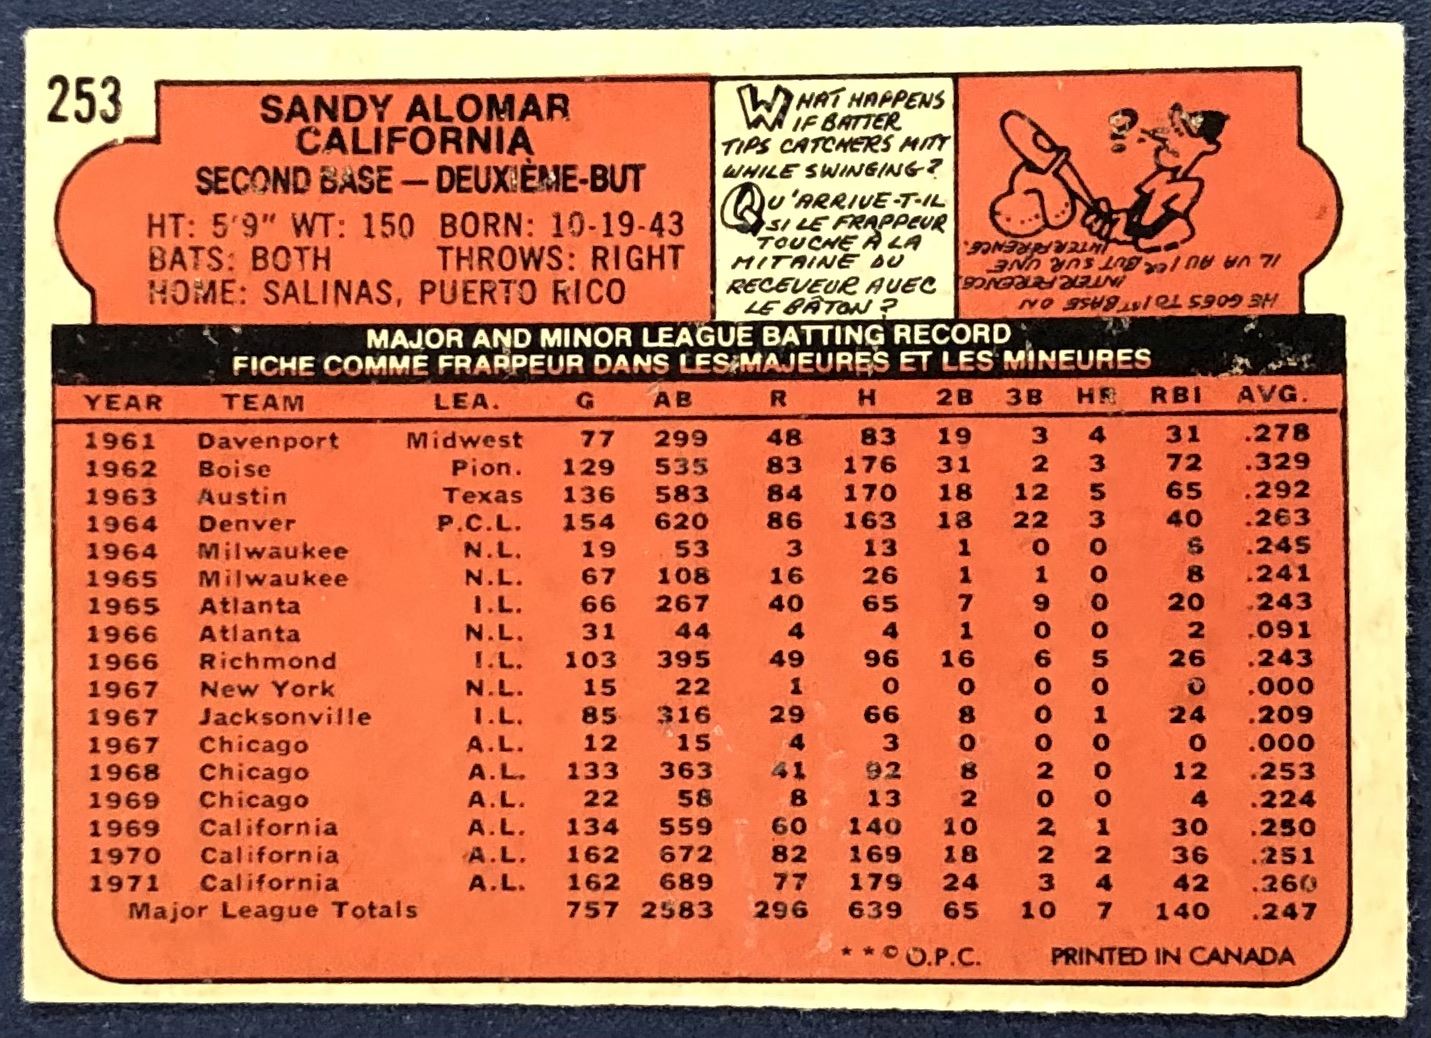 253
SANDY ALOMAR
CALIFORNIA
SECOND BASE — DEUXIÈME-BUT
HT: 5'9" WT: 150 BORN: 10-19-43
BATS: BOTH THROWS: RIGHT
HOME: SALINAS, PUERTO RICO
WHAT HAPPENS
IF BATTER
TIPS CATCHERS MITT
WHILE SWINGING?
QU'ARRIVE-T-IL
SI LE FRAPPEUR
TOUCHE À LA
MITAINE DU
RECEVEUR AVEC
LE BÂTON?
HE GOES TO 1ST BASE ON
INTERFERENCE
IL VA AU 1ER BUT SUR UNE
INTERFÉRENCE.
MAJOR AND MINOR LEAGUE BATTING RECORD
FICHE COMME FRAPPEUR DANS LES MAJEURES ET LES MINEURES
YEAR TEAM LEA. G AB R H 2B 3B HR RBI AVG.
1961 Davenport Midwest 77 299 48 83 19 3 4 31 .278
1962 Boise Pion. 129 535 83 176 31 2 3 72 .329
1963 Austin Texas 136 583 84 170 18 12 5 65 .292
1964 Denver P.C.L. 154 620 86 163 18 22 3 40 .263
1964 Milwaukee N.L. 19 53 3 13 1 0 0 6 .245
1965 Milwaukee N.L. 67 108 16 26 1 1 0 8 .241
1965 Atlanta I.L. 66 267 40 65 7 9 0 20 .243
1966 Atlanta N.L. 31 44 4 4 1 0 0 2 .091
1966 Richmond I.L. 103 395 49 96 16 6 5 26 .243
1967 New York N.L. 15 22 1 0 0 0 0 0 .000
1967 Jacksonville I.L. 85 316 29 66 8 0 1 24 .209
1967 Chicago A.L. 12 15 4 3 0 0 0 0 .000
1968 Chicago A.L. 133 363 41 92 8 2 0 12 .253
1969 Chicago A.L. 22 58 8 13 2 0 0 4 .224
1969 California A.L. 134 559 60 140 10 2 1 30 .250
1970 California A.L. 162 672 82 169 18 2 2 36 .251
1971 California A.L. 162 689 77 179 24 3 4 42 .260
Major League Totals 757 2583 296 639 65 10 7 140 .247
* * © O.P.C. PRINTED IN CANADA